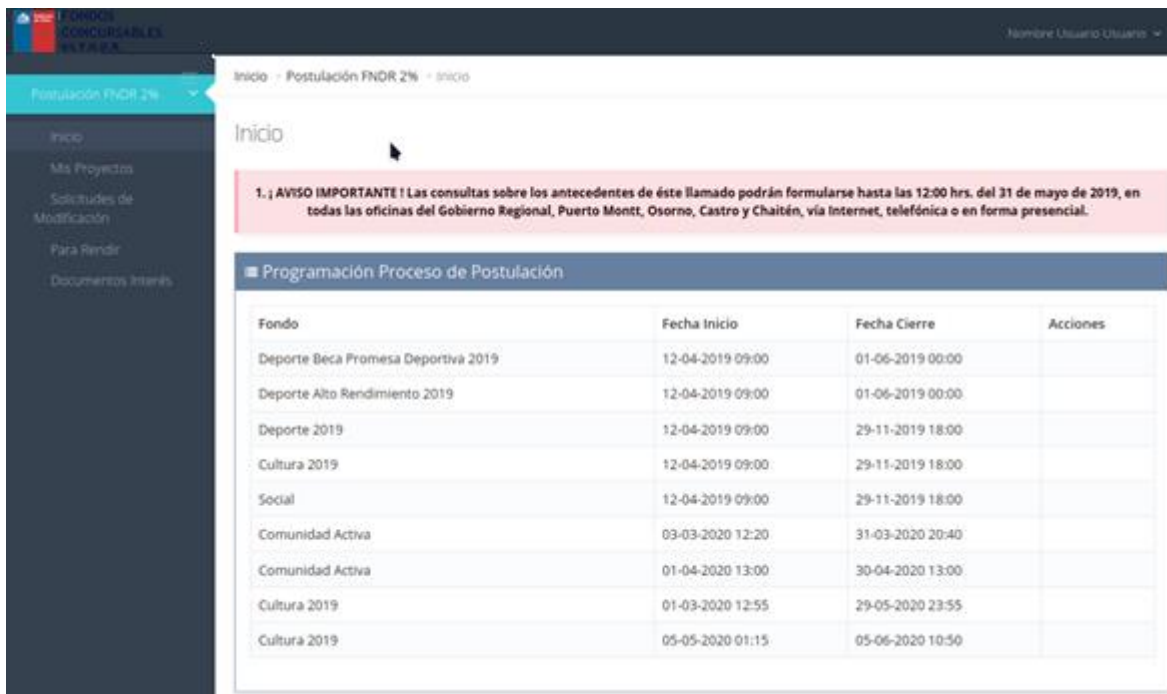 FONDOS
CONCURSABLES
Nombre Usuario Usuario
Postulación FNDR 2%
Inicio
Mis Proyectos
Solicitudes de
Modificación
Para Rendir
Documentos Interés
Inicio Postulación FNDR 2% Inicio
Inicio
1. ¡ AVISO IMPORTANTE ! Las consultas sobre los antecedentes de éste llamado podrán formularse hasta las 12:00 hrs. del 31 de mayo de 2019, en
todas las oficinas del Gobierno Regional, Puerto Montt, Osorno, Castro y Chaitén, vía Internet, telefónica o en forma presencial.
Programación Proceso de Postulación
Fondo Fecha Inicio Fecha Cierre Acciones
Deporte Beca Promesa Deportiva 2019 12-04-2019 09:00 01-06-2019 00:00
Deporte Alto Rendimiento 2019 12-04-2019 09:00 01-06-2019 00:00
Deporte 2019 12-04-2019 09:00 29-11-2019 18:00
Cultura 2019 12-04-2019 09:00 29-11-2019 18:00
Social 12-04-2019 09:00 29-11-2019 18:00
Comunidad Activa 03-03-2020 12:20 31-03-2020 20:40
Comunidad Activa 01-04-2020 13:00 30-04-2020 13:00
Cultura 2019 01-03-2020 12:55 29-05-2020 23:55
Cultura 2019 05-05-2020 01:15 05-06-2020 10:50